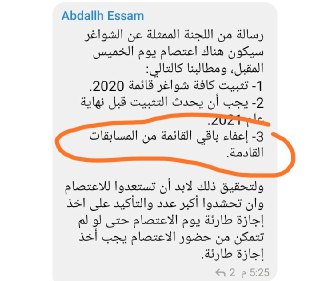 Abdallh Essam
رسالة من اللجنة الممثلة عن الشواغر
سيكون هناك اعتصام يوم الخميس
المقبل، ومطالبنا كالتالي:
1- تثبيت كافة شواغر قائمة 2020.
2- يجب أن يحدث التثبيت قبل نهاية
عام 2021.
3- إعفاء باقي القائمة من المسابقات
القادمة.
ولتحقيق ذلك لابد أن تستعدوا للاعتصام
وان تحشدوا أكبر عدد والتأكيد على اخذ
إجازة طارئة يوم الاعتصام حتى لو لم
تتمكن من حضور الاعتصام يجب أخذ
إجازة طارئة.
2 5:25 م